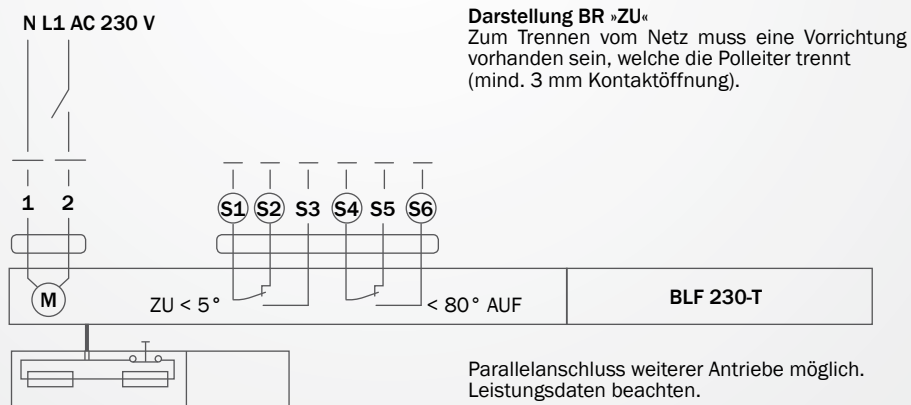 N L1 AC 230 V
Darstellung BR »ZU«
Zum Trennen vom Netz muss eine Vorrichtung
vorhanden sein, welche die Polleiter trennt
(mind. 3 mm Kontaktöffnung).
1 2 S1 S2 S3 S4 S5 S6
M ZU < 5° < 80° AUF BLF 230-T
Parallelanschluss weiterer Antriebe möglich.
Leistungsdaten beachten.